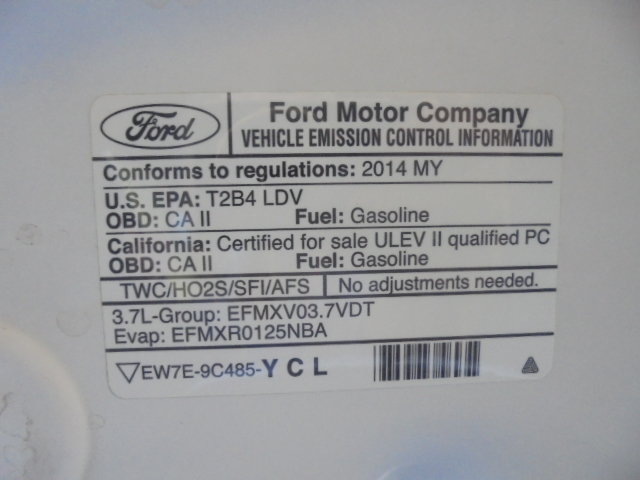 Ford
Ford Motor Company
VEHICLE EMISSION CONTROL INFORMATION
Conforms to regulations: 2014 MY
U.S. EPA: T2B4 LDV
OBD: CA II Fuel: Gasoline
California: Certified for sale ULEV II qualified PC
OBD: CA II Fuel: Gasoline
TWC/HO2S/SFI/AFS No adjustments needed.
3.7L-Group: EFMXV03.7VDT
Evap: EFMXR0125NBA
EW7E-9C485-Y C L